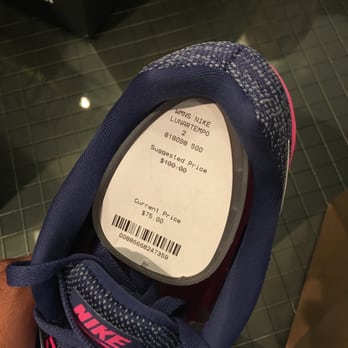 WMNS NIKE
LUNARTEMPO
2
818098 500
Suggested Price
$100.00
Current Price
$75.00
00886668247359
NIKE